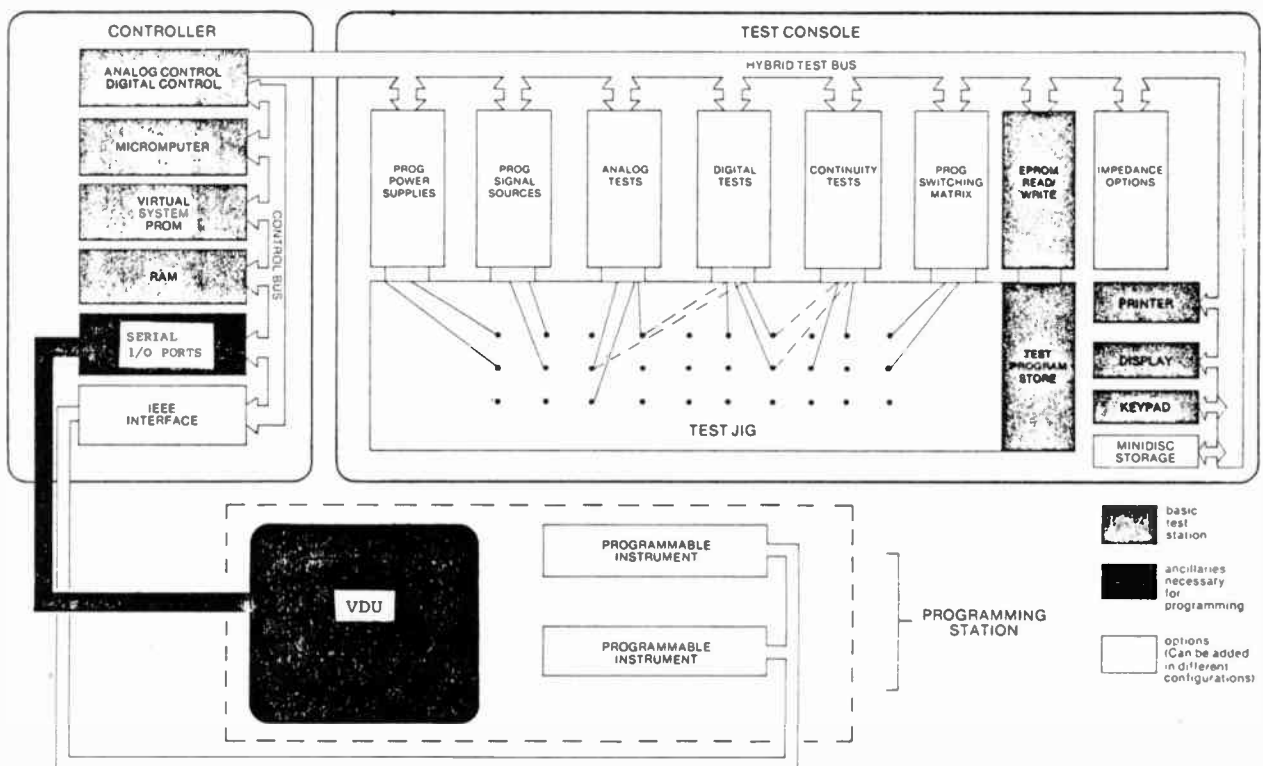 CONTROLLER
ANALOG CONTROL
DIGITAL CONTROL
MICROMPUTER
VIRTUAL
SYSTEM
PROM
RAM
SERIAL
I/O PORTS
IEEE
INTERFACE
CONTROL BUS
TEST CONSOLE
HYBRID TEST BUS
PROG
POWER
SUPPLIES
PROG
SIGNAL
SOURCES
ANALOG
TESTS
DIGITAL
TESTS
CONTINUITY
TESTS
PROG
SWITCHING
MATRIX
EPROM
READ/
WRITE
IMPEDANCE
OPTIONS
TEST JIG
TEST
PROGRAM
STORE
PRINTER
DISPLAY
KEYPAD
MINIDISC
STORAGE
VDU
PROGRAMMABLE
INSTRUMENT
PROGRAMMABLE
INSTRUMENT
PROGRAMMING
STATION
basic
test
station
ancillaries
necessary
for
programming
options
(Can be added
in different
configurations)